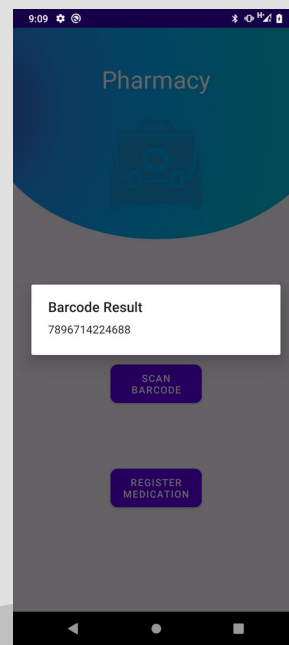 9:09
H+
Pharmacy
Barcode Result
7896714224688
SCAN
BARCODE
REGISTER
MEDICATION